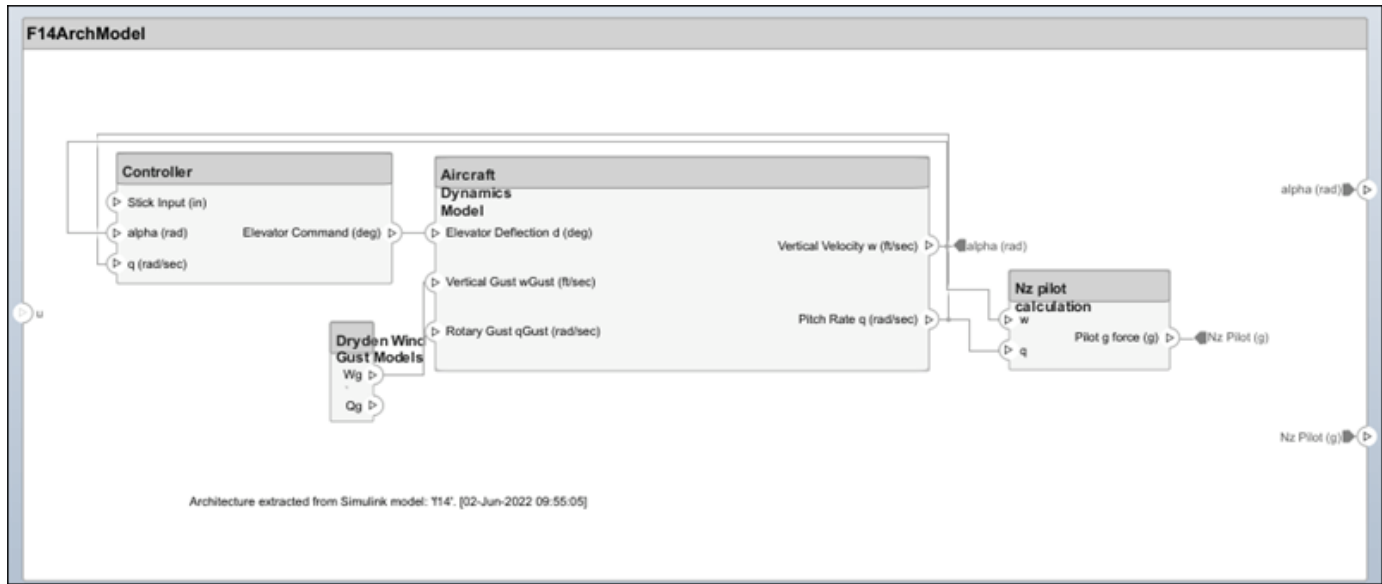 F14ArchModel
Controller
Stick Input (in)
alpha (rad)
Elevator Command (deg)
q (rad/sec)
Aircraft
Dynamics
Model
Elevator Deflection d (deg)
Vertical Gust wGust (ft/sec)
Rotary Gust qGust (rad/sec)
Vertical Velocity w (ft/sec)
Pitch Rate q (rad/sec)
alpha (rad)
Nz pilot
calculation
w
q
Pilot g force (g)
Nz Pilot (g)
alpha (rad)
Nz Pilot (g)
u
Dryden Wind
Gust Models
Wg
Qg
Architecture extracted from Simulink model: 'f14'. [02-Jun-2022 09:55:05]